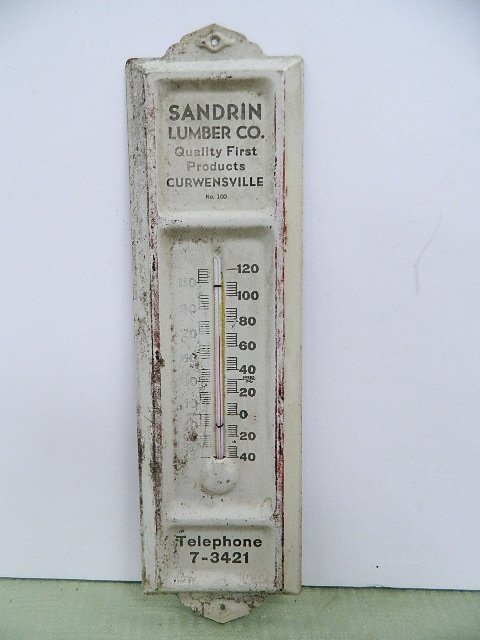 SANDRIN
LUMBER CO.
Quality First
Products
CURWENSVILLE
No. 100
120
100
80
60
40
20
0
20
40
Telephone
7-3421